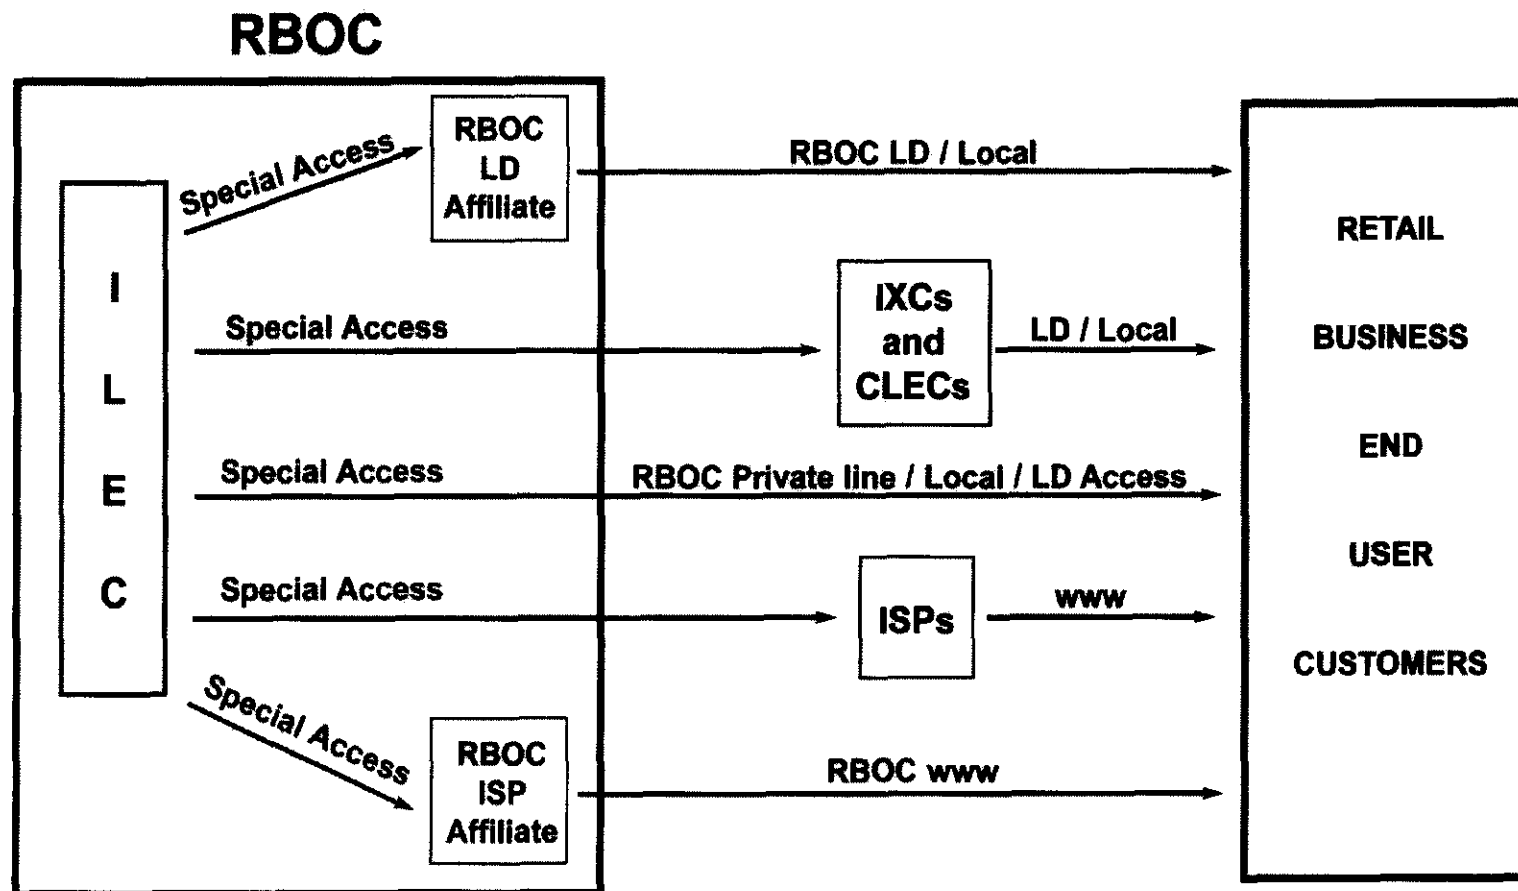 RBOC
Special Access
RBOC
LD
Affiliate
RBOC LD / Local
I
L
E
C
Special Access
IXCs
and
CLECs
LD / Local
Special Access
RBOC Private line / Local / LD Access
Special Access
ISPs
www
Special Access
RBOC
ISP
Affiliate
RBOC www
RETAIL
BUSINESS
END
USER
CUSTOMERS